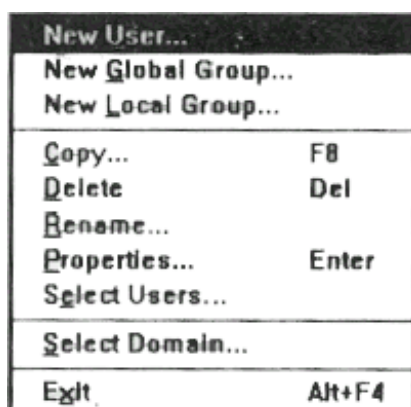 New User...
New Global Group...
New Local Group...
Copy... F8
Delete Del
Rename...
Properties... Enter
Select Users...
Select Domain...
Exit Alt+F4